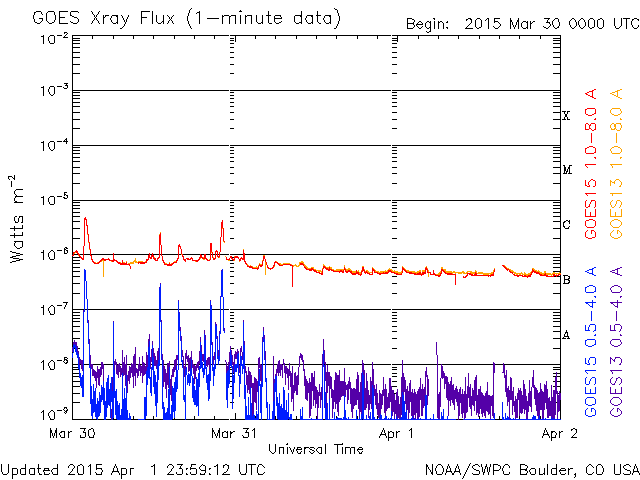 GOES Xray Flux (1-minute data)
Begin: 2015 Mar 30 0000 UTC
10-2
10-3
10-4
10-5
10-6
10-7
10-8
10-9
Watts m-2
X
M
C
B
A
GOES15 1.0-8.0 A
GOES13 1.0-8.0 A
GOES15 0.5-4.0 A
GOES13 0.5-4.0 A
Mar 30
Mar 31
Apr 1
Apr 2
Universal Time
Updated 2015 Apr 1 23:59:12 UTC
NOAA/SWPC Boulder, CO USA